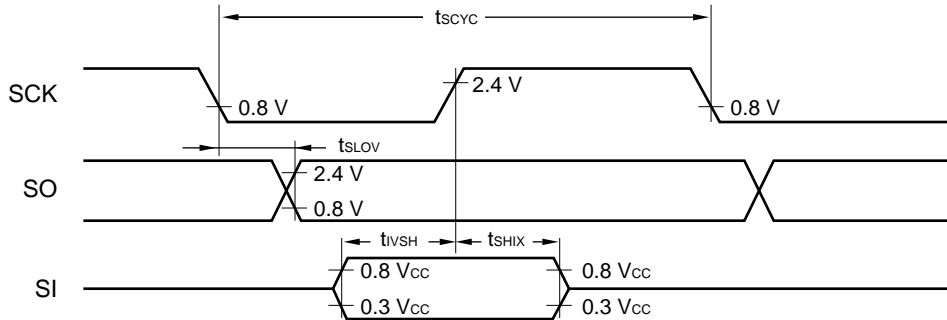 tSCYC
SCK
0.8 V
2.4 V
0.8 V
tSLOV
SO
2.4 V
0.8 V
tIVSH
tSHIX
SI
0.8 VCC
0.8 VCC
0.3 VCC
0.3 VCC